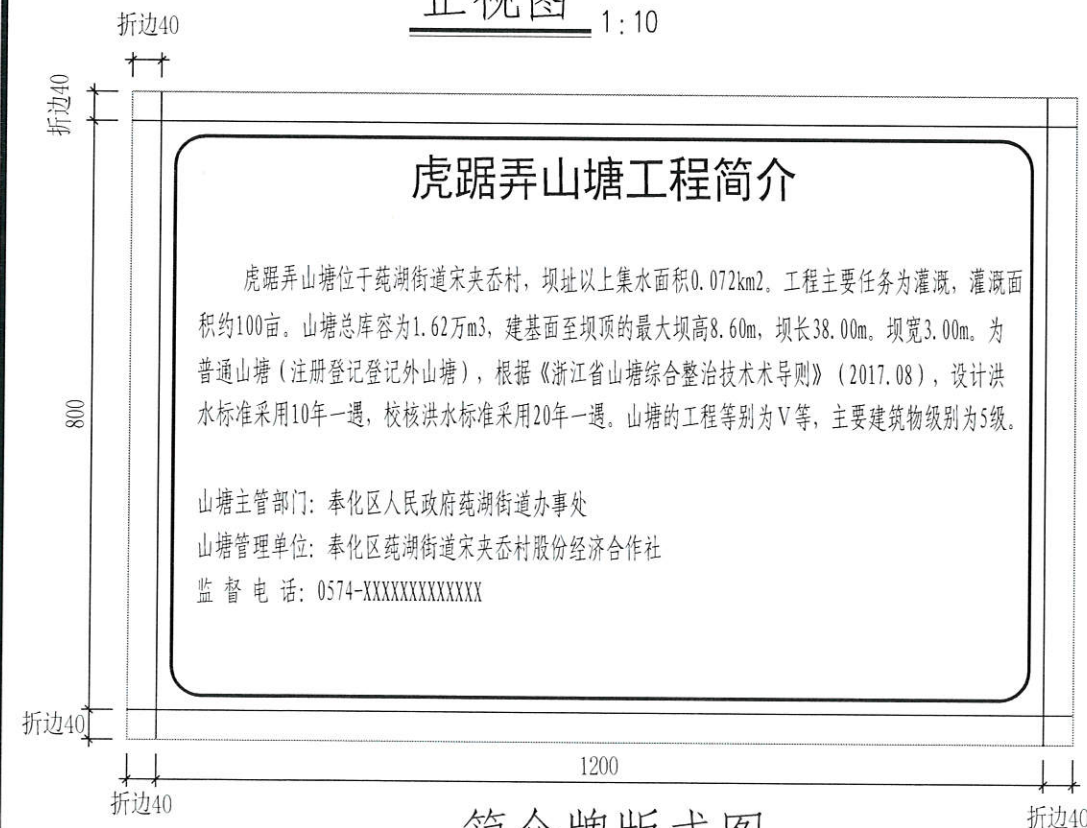 正视图 1:10
折边40
折边40
虎踞弄山塘工程简介
虎踞弄山塘位于莼湖街道宋夹岙村，坝址以上集水面积0.072km2。工程主要任务为灌溉，灌溉面
积约100亩。山塘总库容为1.62万m3，建基面至坝顶的最大坝高8.60m，坝长38.00m。坝宽3.00m。为
普通山塘（注册登记登记外山塘），根据《浙江省山塘综合整治技术术导则》（2017.08），设计洪
水标准采用10年一遇，校核洪水标准采用20年一遇。山塘的工程等别为Ⅴ等，主要建筑物级别为5级。
800
山塘主管部门：奉化区人民政府莼湖街道办事处
山塘管理单位：奉化区莼湖街道宋夹岙村股份经济合作社
监 督 电 话：0574-XXXXXXXXXXXXX
折边40
1200
折边40
折边40
简介牌版式图